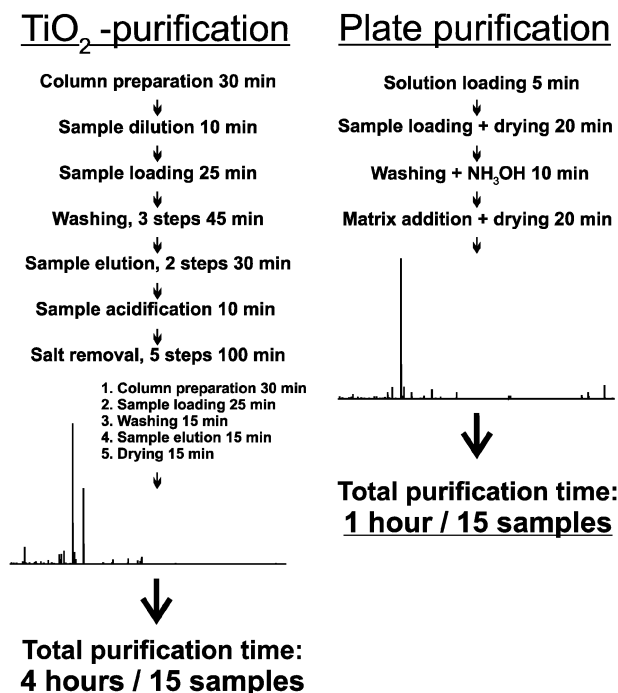 TiO2 -purification
Column preparation 30 min
Sample dilution 10 min
Sample loading 25 min
Washing, 3 steps 45 min
Sample elution, 2 steps 30 min
Sample acidification 10 min
Salt removal, 5 steps 100 min
1. Column preparation 30 min
2. Sample loading 25 min
3. Washing 15 min
4. Sample elution 15 min
5. Drying 15 min
Total purification time:
4 hours / 15 samples
Plate purification
Solution loading 5 min
Sample loading + drying 20 min
Washing + NH3OH 10 min
Matrix addition + drying 20 min
Total purification time:
1 hour / 15 samples